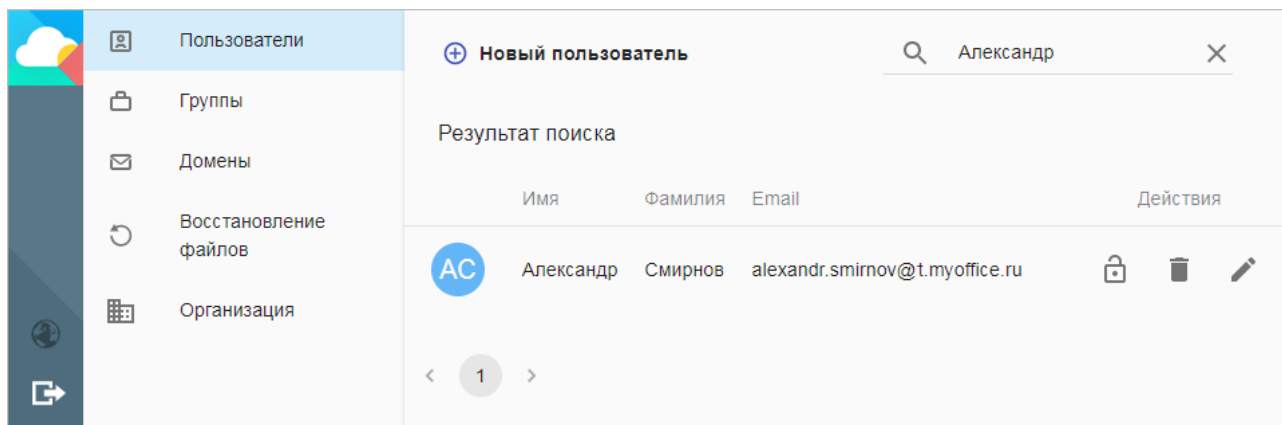 Пользователи
Группы
Домены
Восстановление
файлов
Организация
Новый пользователь
Александр
Результат поиска
Имя Фамилия Email Действия
АС Александр Смирнов alexandr.smirnov@t.myoffice.ru
1